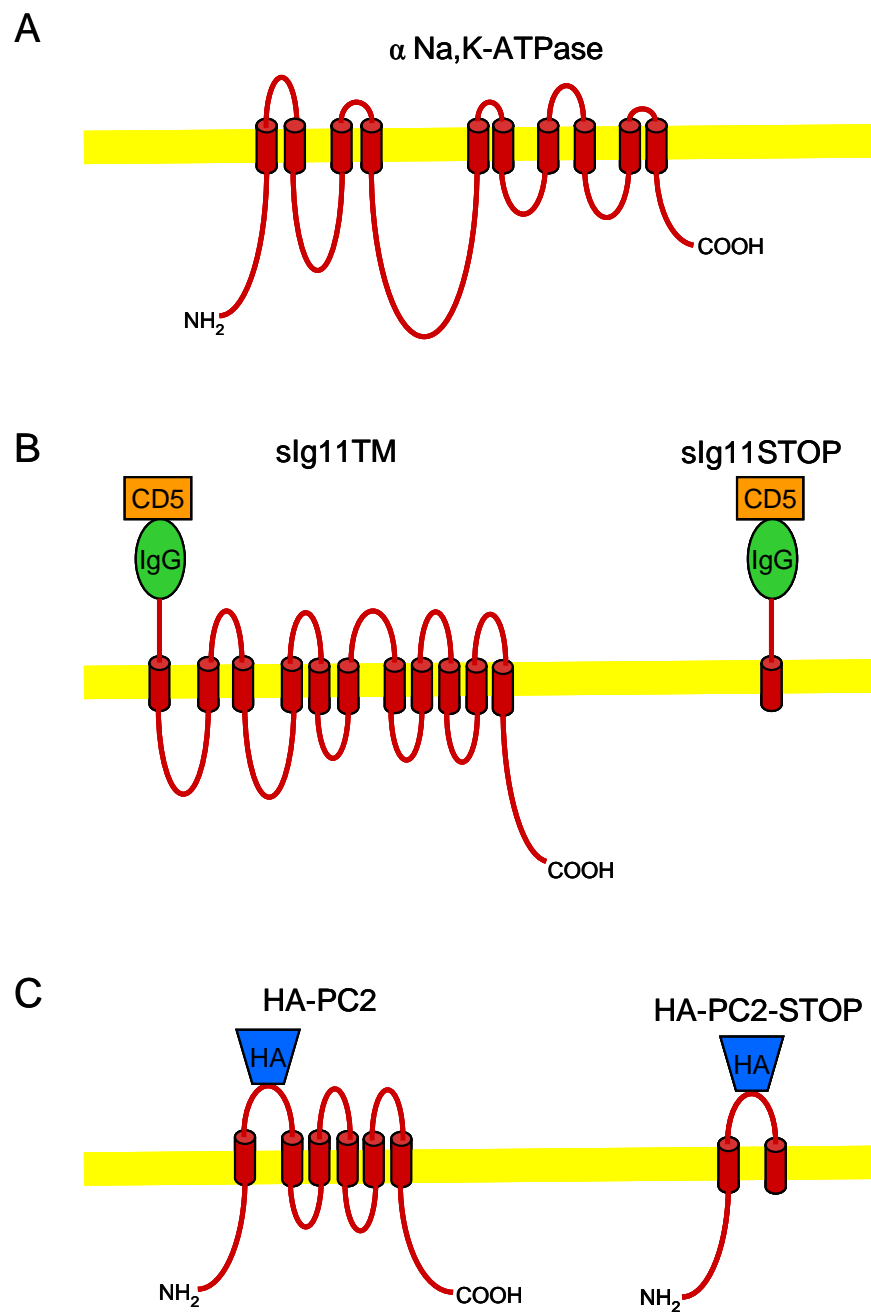 A
α Na,K-ATPase
COOH
NH2
B
sIg11TM
sIg11STOP
CD5
CD5
IgG
IgG
COOH
C
HA-PC2
HA-PC2-STOP
HA
HA
NH2
COOH
NH2